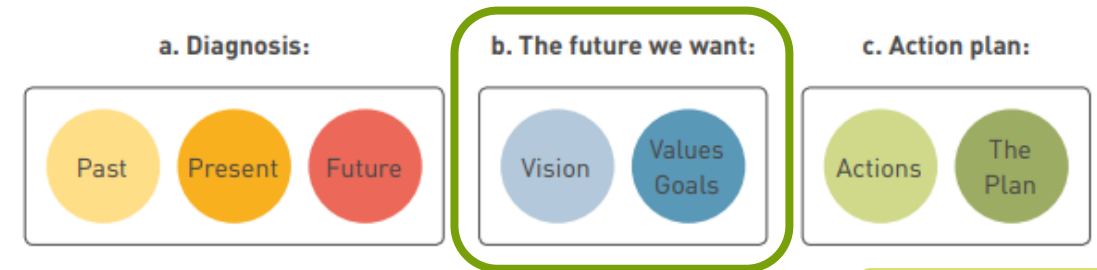 a. Diagnosis:
b. The future we want:
c. Action plan:
Past
Present
Future
Vision
Values
Goals
Actions
The
Plan